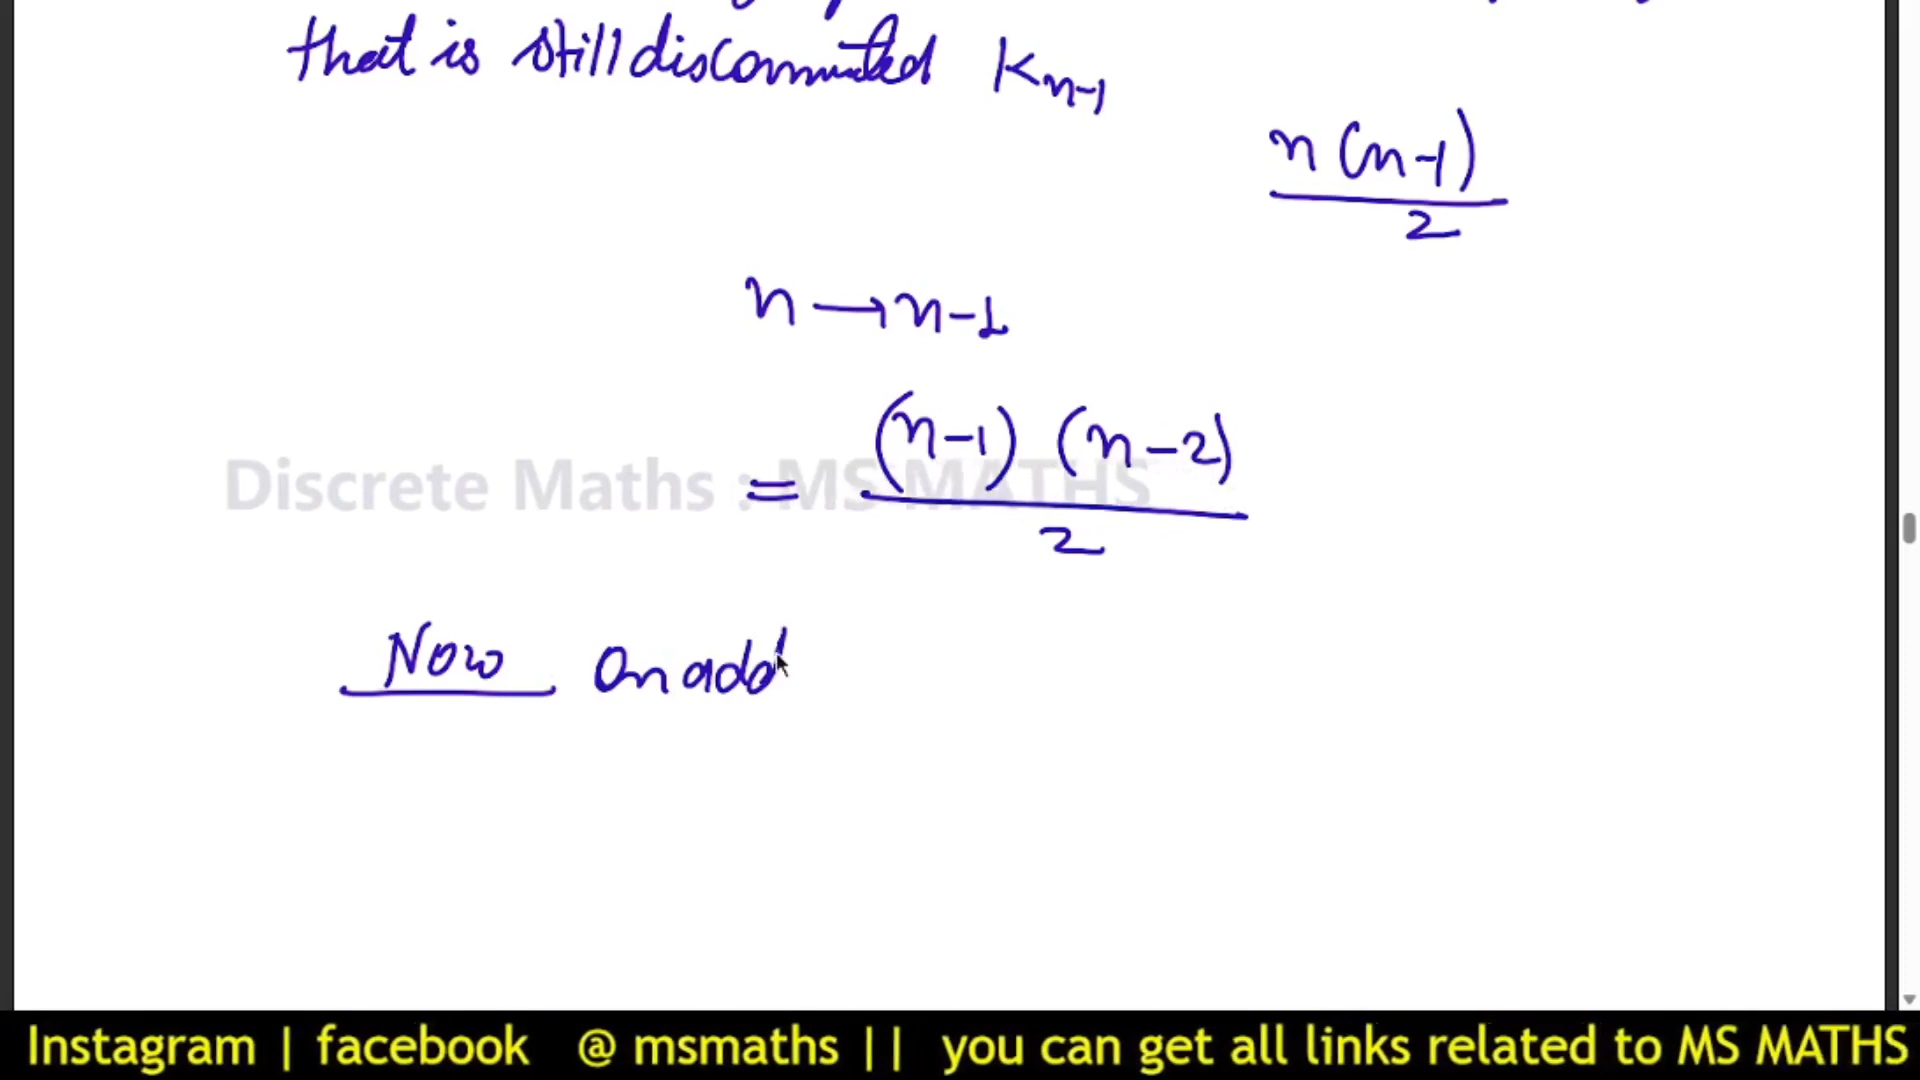 that is still disconnected Kn-1
n(n-1)
2
n → n-1
= (n-1) (n-2)
2
Discrete Maths : MS MATHS
Now On add
Instagram | facebook @ msmaths || you can get all links related to MS MATHS